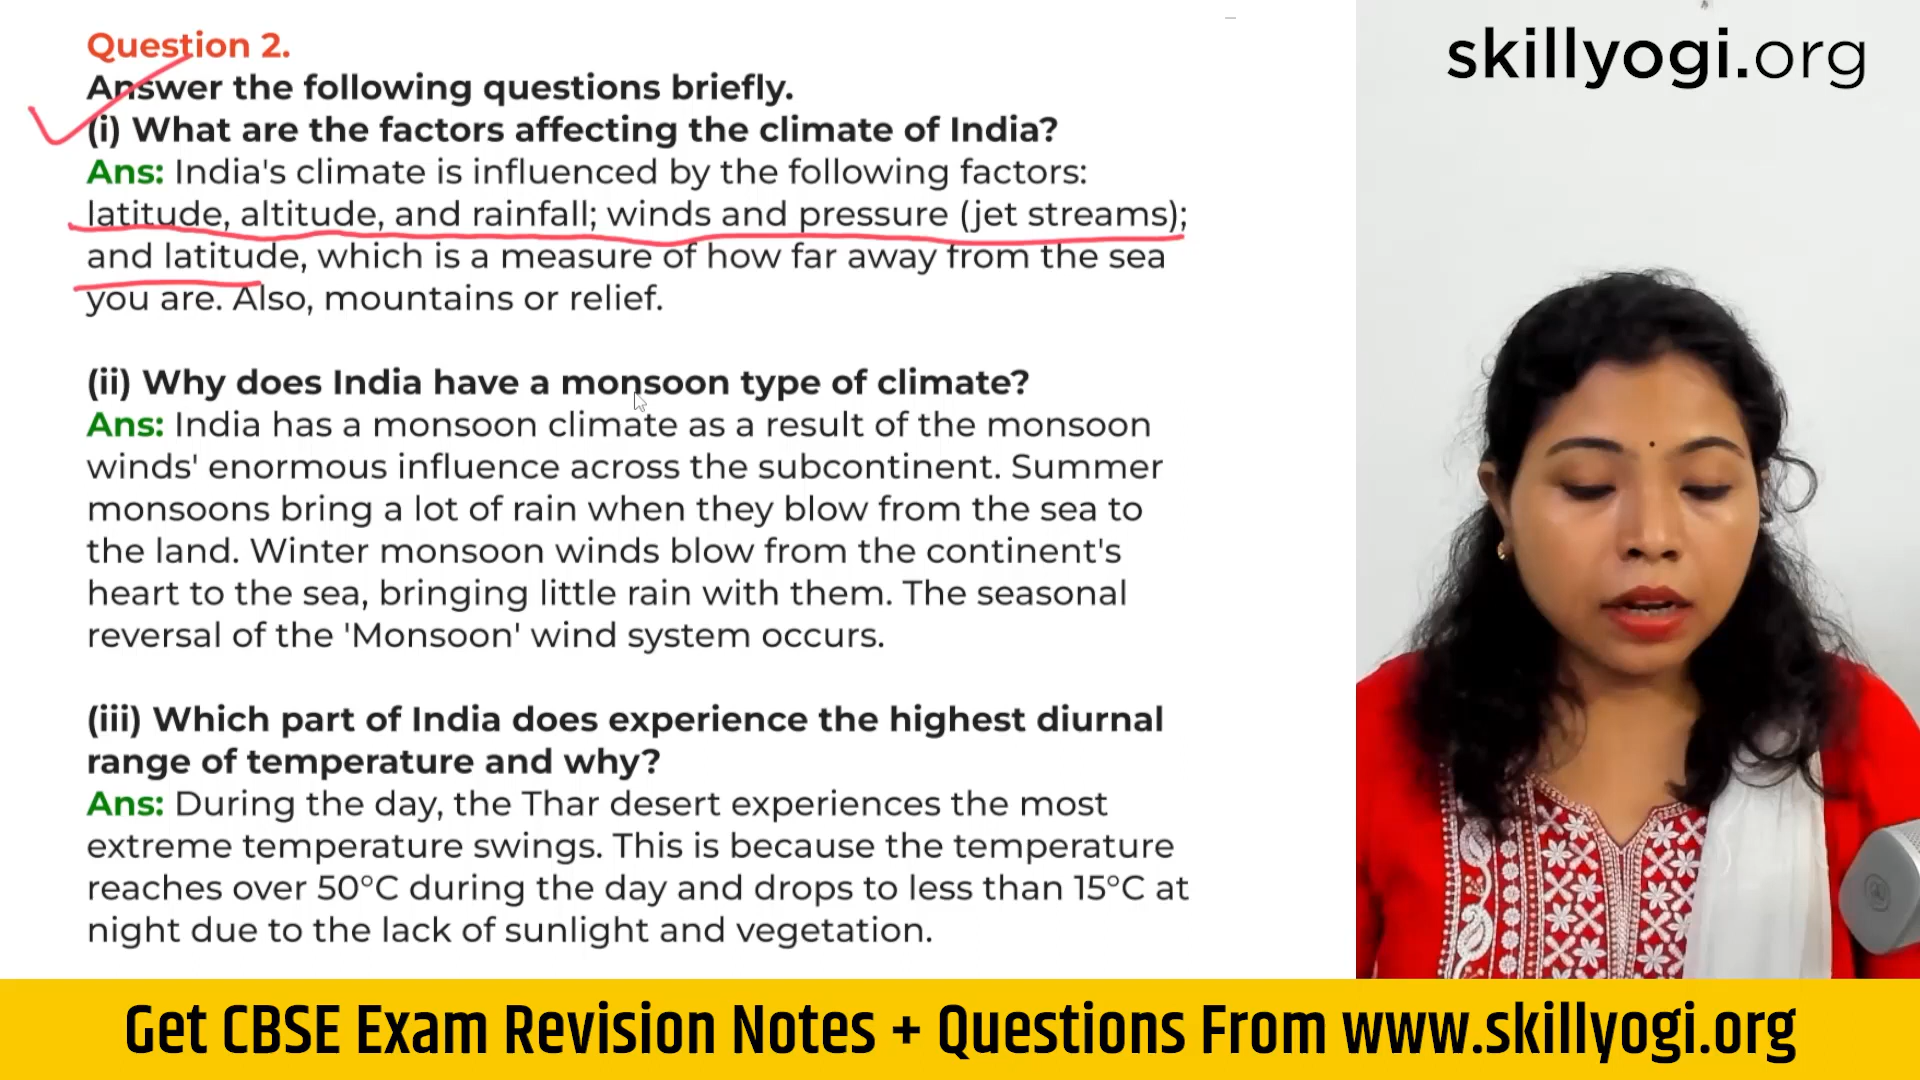 Question 2.
Answer the following questions briefly.
(i) What are the factors affecting the climate of India?
Ans: India's climate is influenced by the following factors:
latitude, altitude, and rainfall; winds and pressure (jet streams);
and latitude, which is a measure of how far away from the sea
you are. Also, mountains or relief.
(ii) Why does India have a monsoon type of climate?
Ans: India has a monsoon climate as a result of the monsoon
winds' enormous influence across the subcontinent. Summer
monsoons bring a lot of rain when they blow from the sea to
the land. Winter monsoon winds blow from the continent's
heart to the sea, bringing little rain with them. The seasonal
reversal of the 'Monsoon' wind system occurs.
(iii) Which part of India does experience the highest diurnal
range of temperature and why?
Ans: During the day, the Thar desert experiences the most
extreme temperature swings. This is because the temperature
reaches over 50°C during the day and drops to less than 15°C at
night due to the lack of sunlight and vegetation.
skillyogi.org
Get CBSE Exam Revision Notes + Questions From www.skillyogi.org